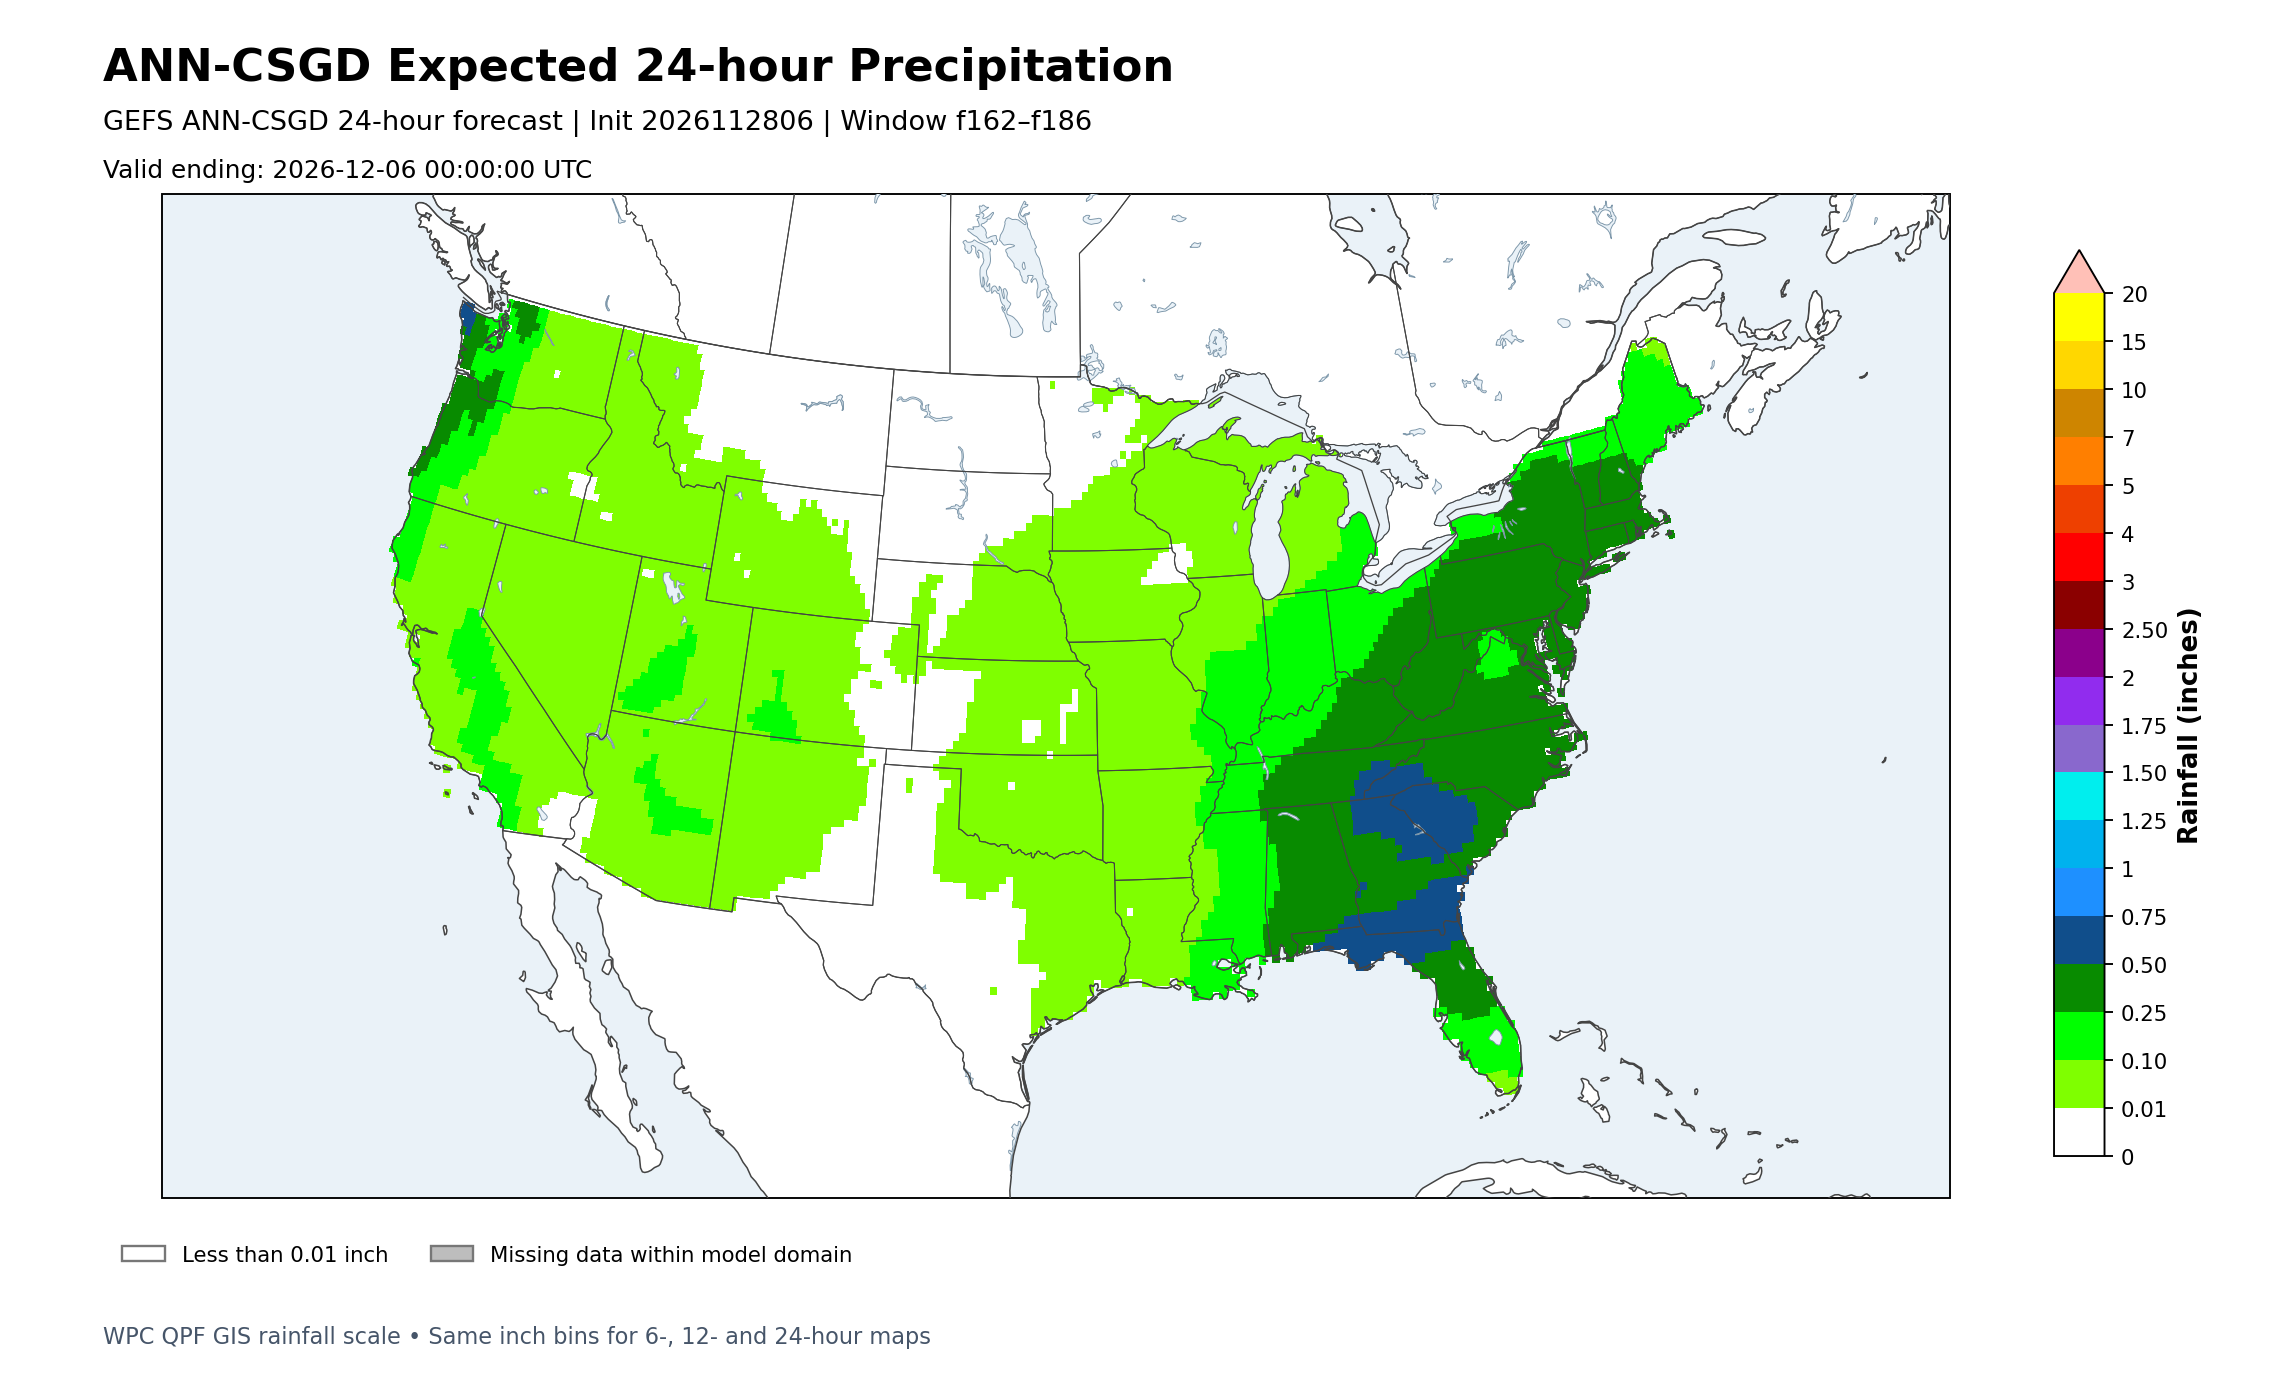 ANN-CSGD Expected 24-hour Precipitation
GEFS ANN-CSGD 24-hour forecast | Init 2026112806 | Window f162–f186
Valid ending: 2026-12-06 00:00:00 UTC
20
15
10
7
5
4
3
2.50
2
1.75
1.50
1.25
1
0.75
0.50
0.25
0.10
0.01
0
Rainfall (inches)
Less than 0.01 inch
Missing data within model domain
WPC QPF GIS rainfall scale • Same inch bins for 6-, 12- and 24-hour maps